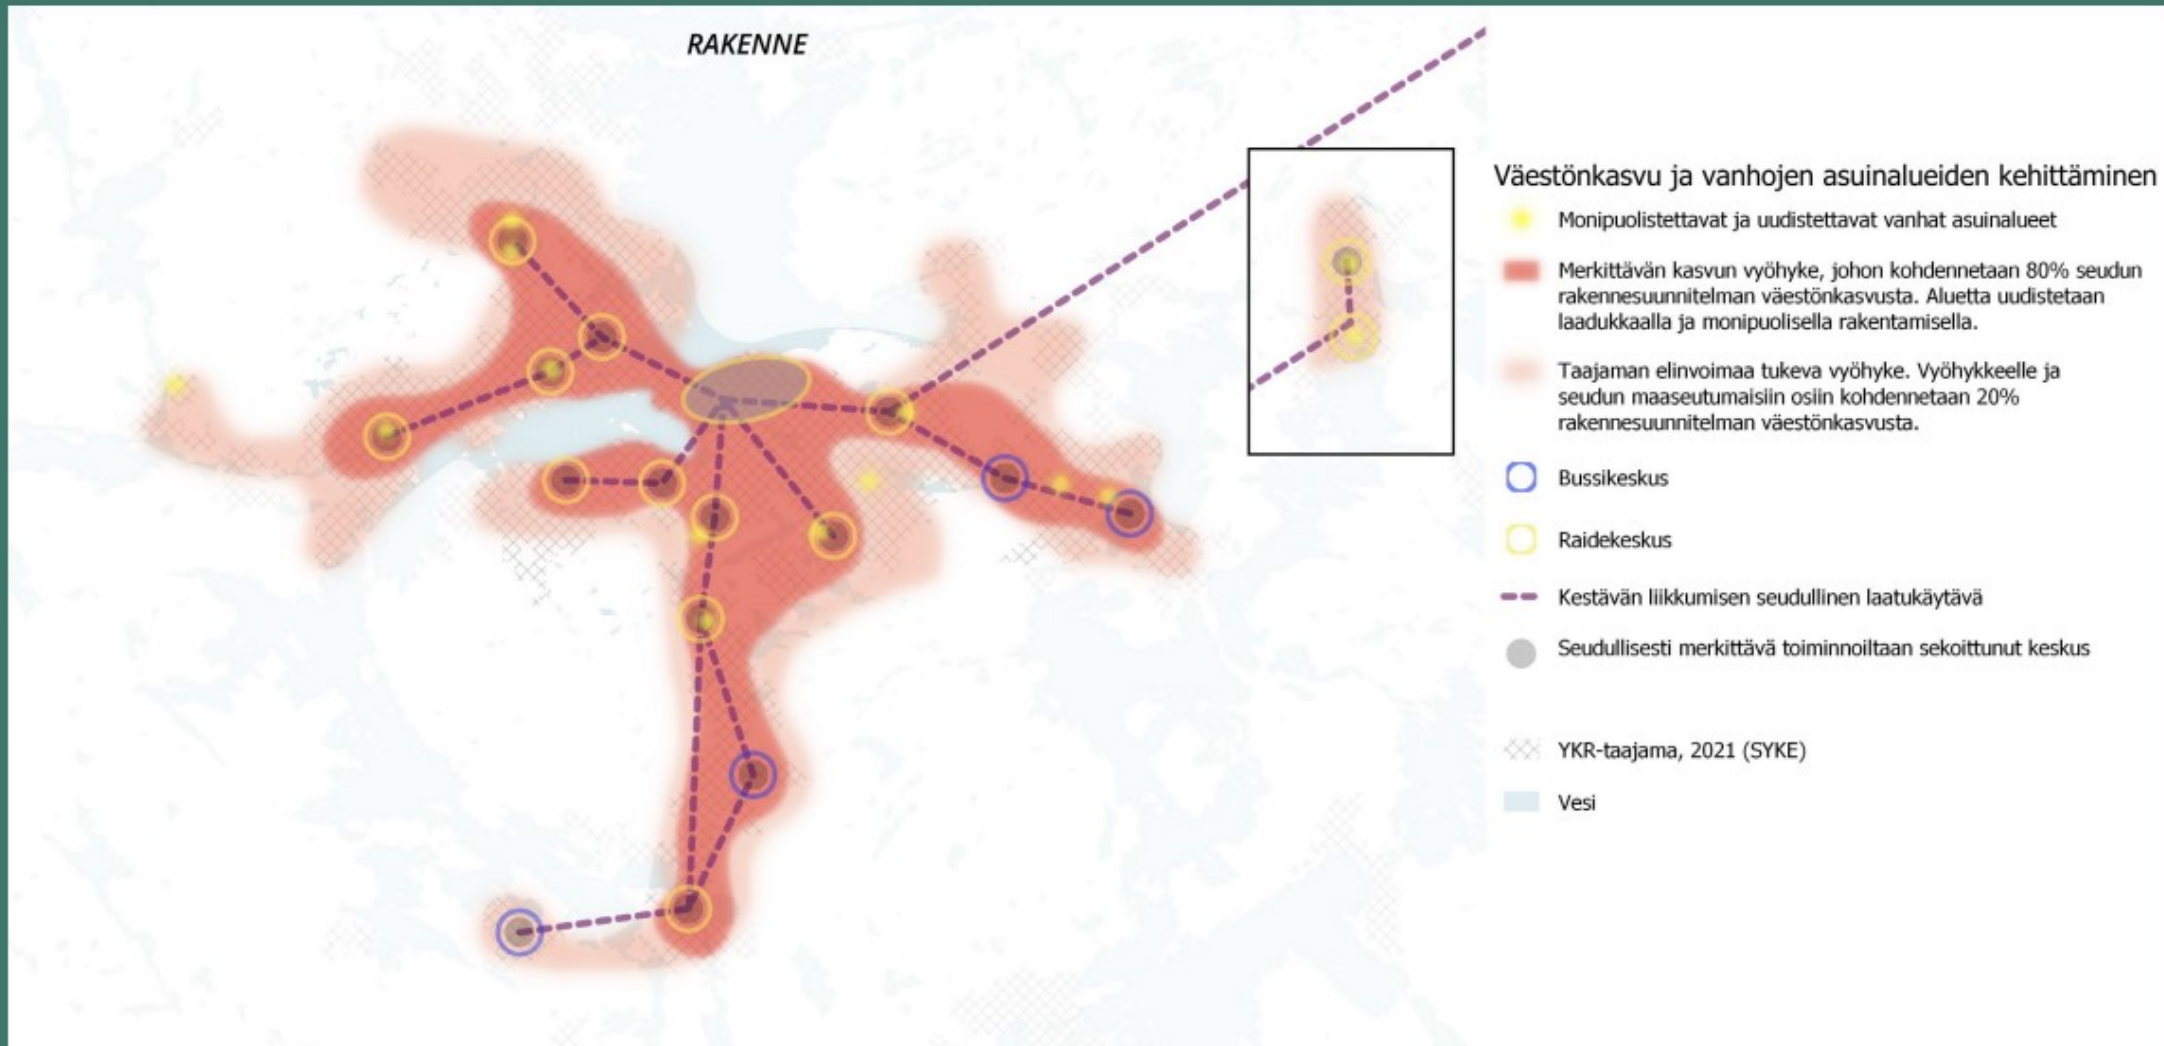 RAKENNE
Väestönkasvu ja vanhojen asuinalueiden kehittäminen
Monipuolistettavat ja uudistettavat vanhat asuinalueet
Merkittävän kasvun vyöhyke, johon kohdennetaan 80% seudun
rakennesuunnitelman väestönkasvusta. Aluetta uudistetaan
laadukkaalla ja monipuolisella rakentamisella.
Taajaman elinvoimaa tukeva vyöhyke. Vyöhykkeelle ja
seudun maaseutumaisiin osiin kohdennetaan 20%
rakennesuunnitelman väestönkasvusta.
Bussikeskus
Raidekeskus
Kestävän liikkumisen seudullinen laatukäytävä
Seudullisesti merkittävä toiminnoiltaan sekoittunut keskus
YKR-taajama, 2021 (SYKE)
Vesi